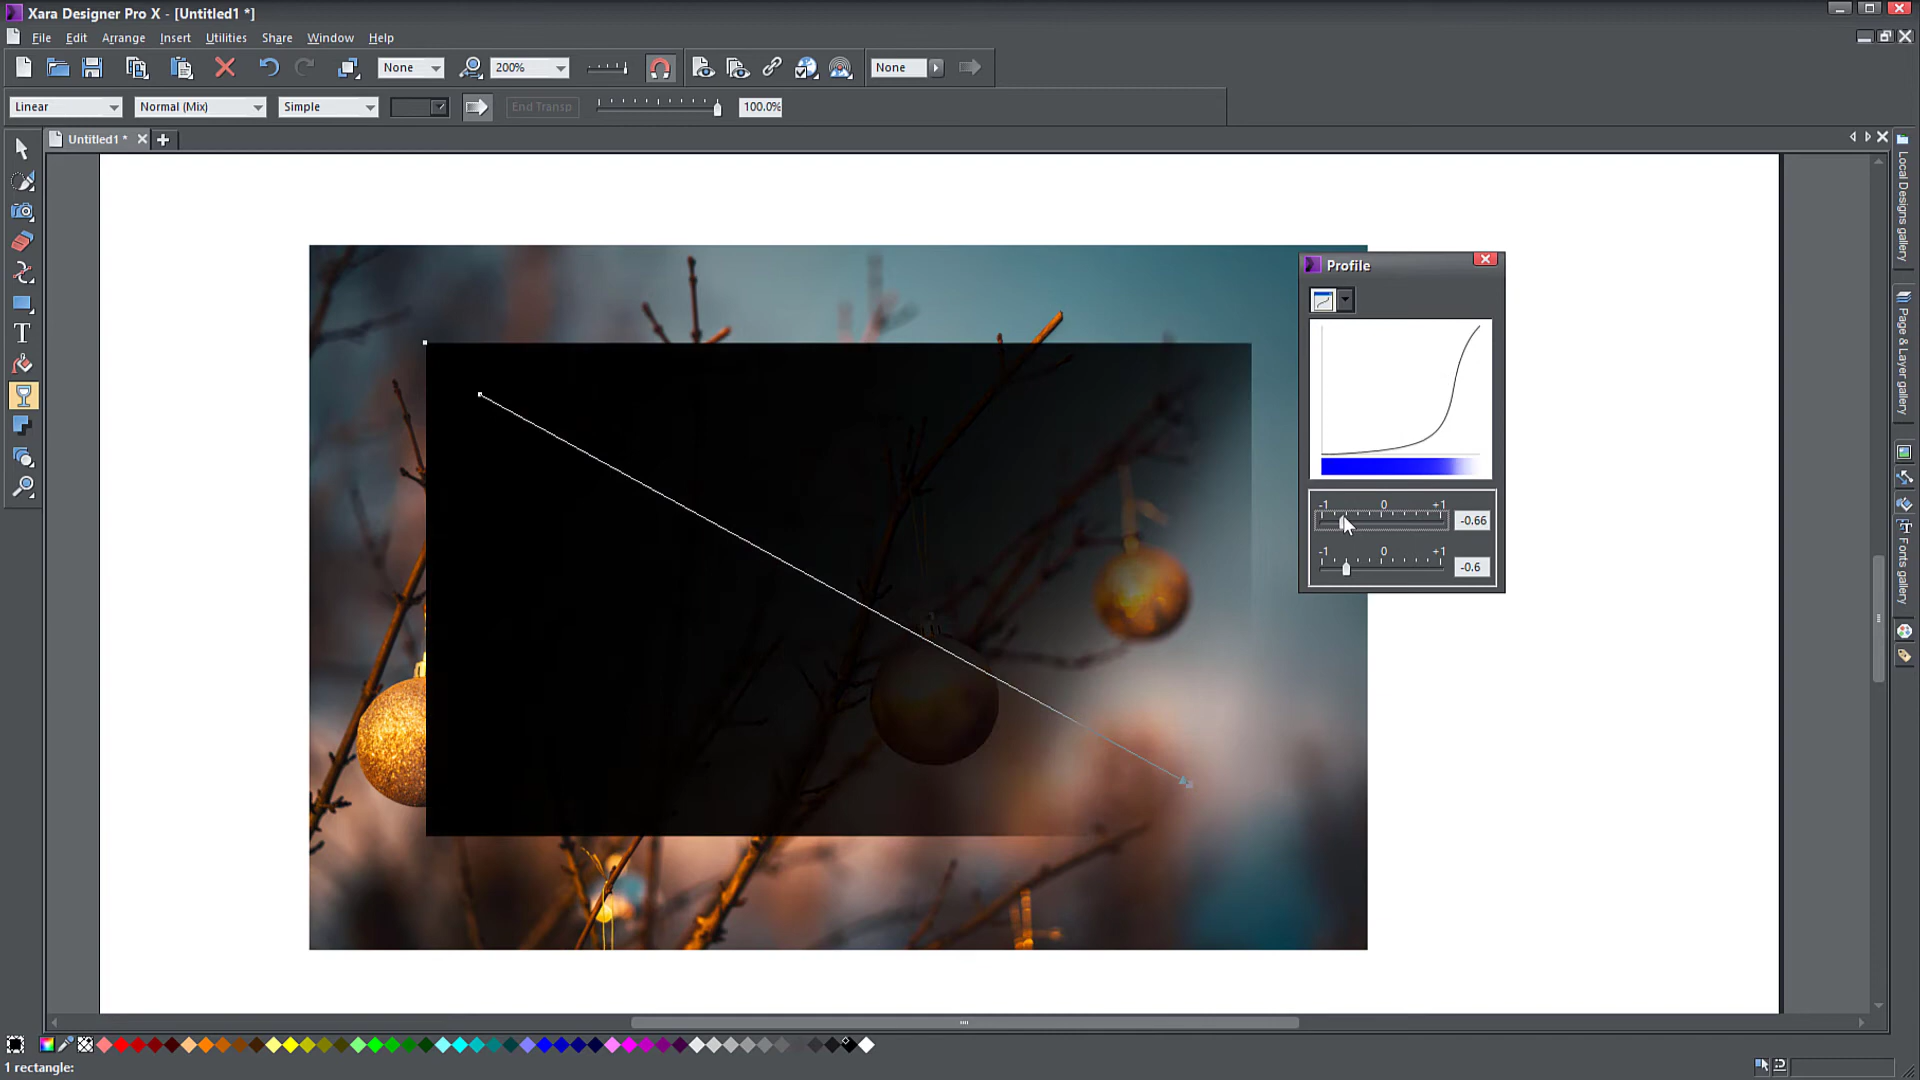 Xara Designer Pro X - [Untitled1 *]
File Edit Arrange Insert Utilities Share Window Help
None 200% None
Linear Normal (Mix) Simple End Transp 100.0%
Untitled1 *
Local Designs gallery
Page & Layer gallery
Fonts gallery
Profile
-1 0 +1
-0.66
-1 0 +1
-0.6
1 rectangle: